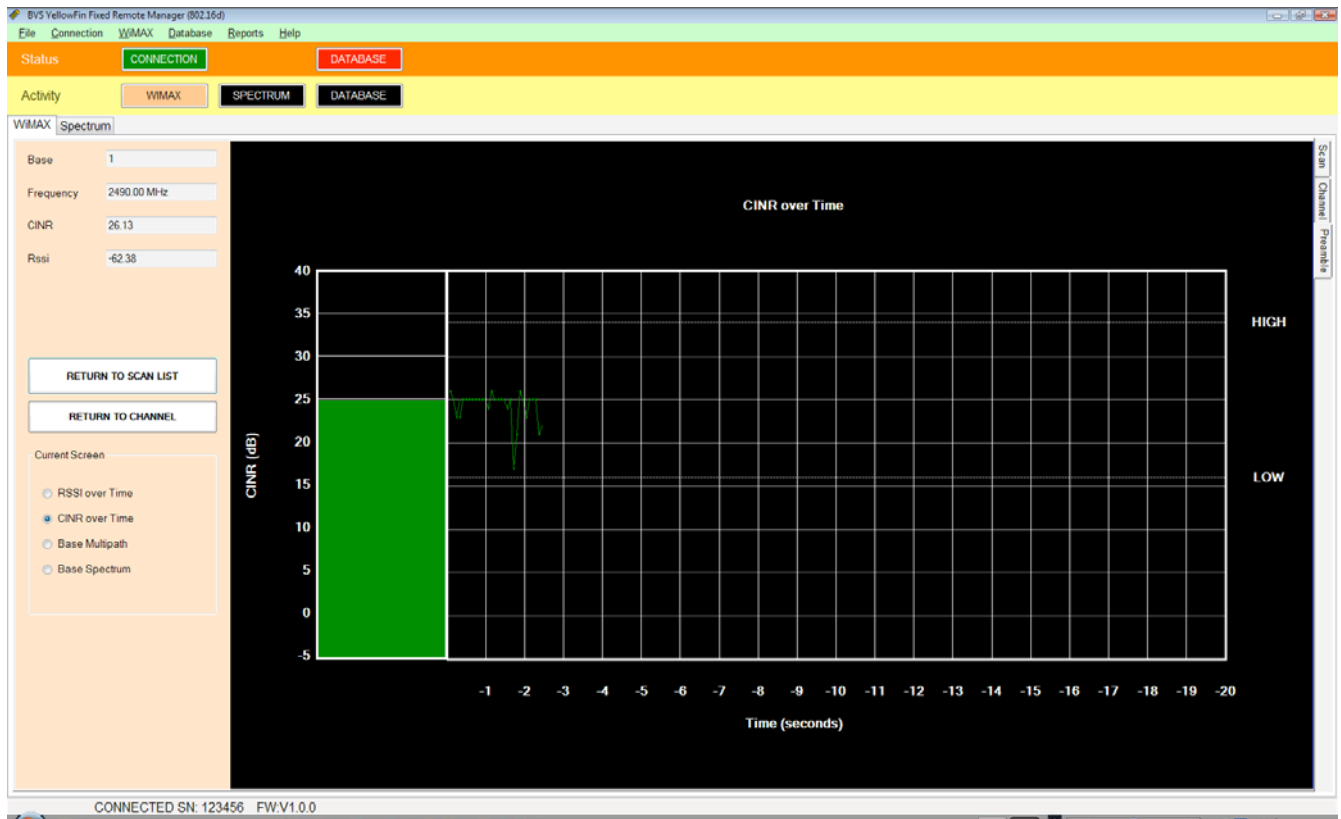 BVS YellowFin Fixed Remote Manager (802.16d)
File Connection WiMAX Database Reports Help
Status CONNECTION DATABASE
Activity WIMAX SPECTRUM DATABASE
WiMAX Spectrum
Base 1
Frequency 2490.00 MHz
CINR 26.13
Rssi -62.38
RETURN TO SCAN LIST
RETURN TO CHANNEL
Current Screen
RSSI over Time
CINR over Time
Base Multipath
Base Spectrum
CINR over Time
CINR (dB)
40
35
30
25
20
15
10
5
0
-5
HIGH
LOW
-1 -2 -3 -4 -5 -6 -7 -8 -9 -10 -11 -12 -13 -14 -15 -16 -17 -18 -19 -20
Time (seconds)
Scan
Channel
Preamble
CONNECTED SN: 123456 FW:V1.0.0